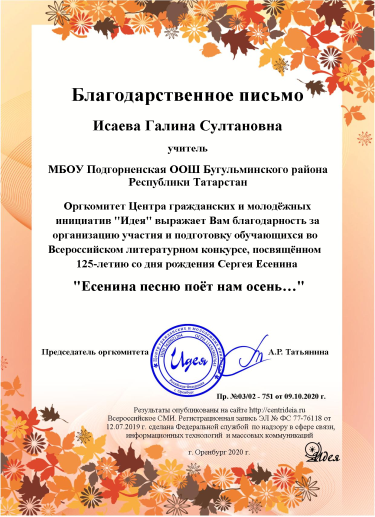 Благодарственное письмо
Исаева Галина Султановна
учитель
МБОУ Подгорненская ООШ Бугульминского района
Республики Татарстан
Оргкомитет Центра гражданских и молодёжных
инициатив "Идея" выражает Вам благодарность за
организацию участия и подготовку обучающихся во
Всероссийском литературном конкурсе, посвящённом
125-летию со дня рождения Сергея Есенина
"Есенина песню поёт нам осень…"
Председатель оргкомитета
Идея
А.Р. Татьянина
Пр. №03/02 - 751 от 09.10.2020 г.
Результаты опубликованы на сайте http://centrideia.ru
Всероссийское СМИ. Регистрационная запись ЭЛ № ФС 77-76118 от
12.07.2019 г. сделана Федеральной службой по надзору в сфере связи,
информационных технологий и массовых коммуникаций
г. Оренбург 2020 г.
Идея